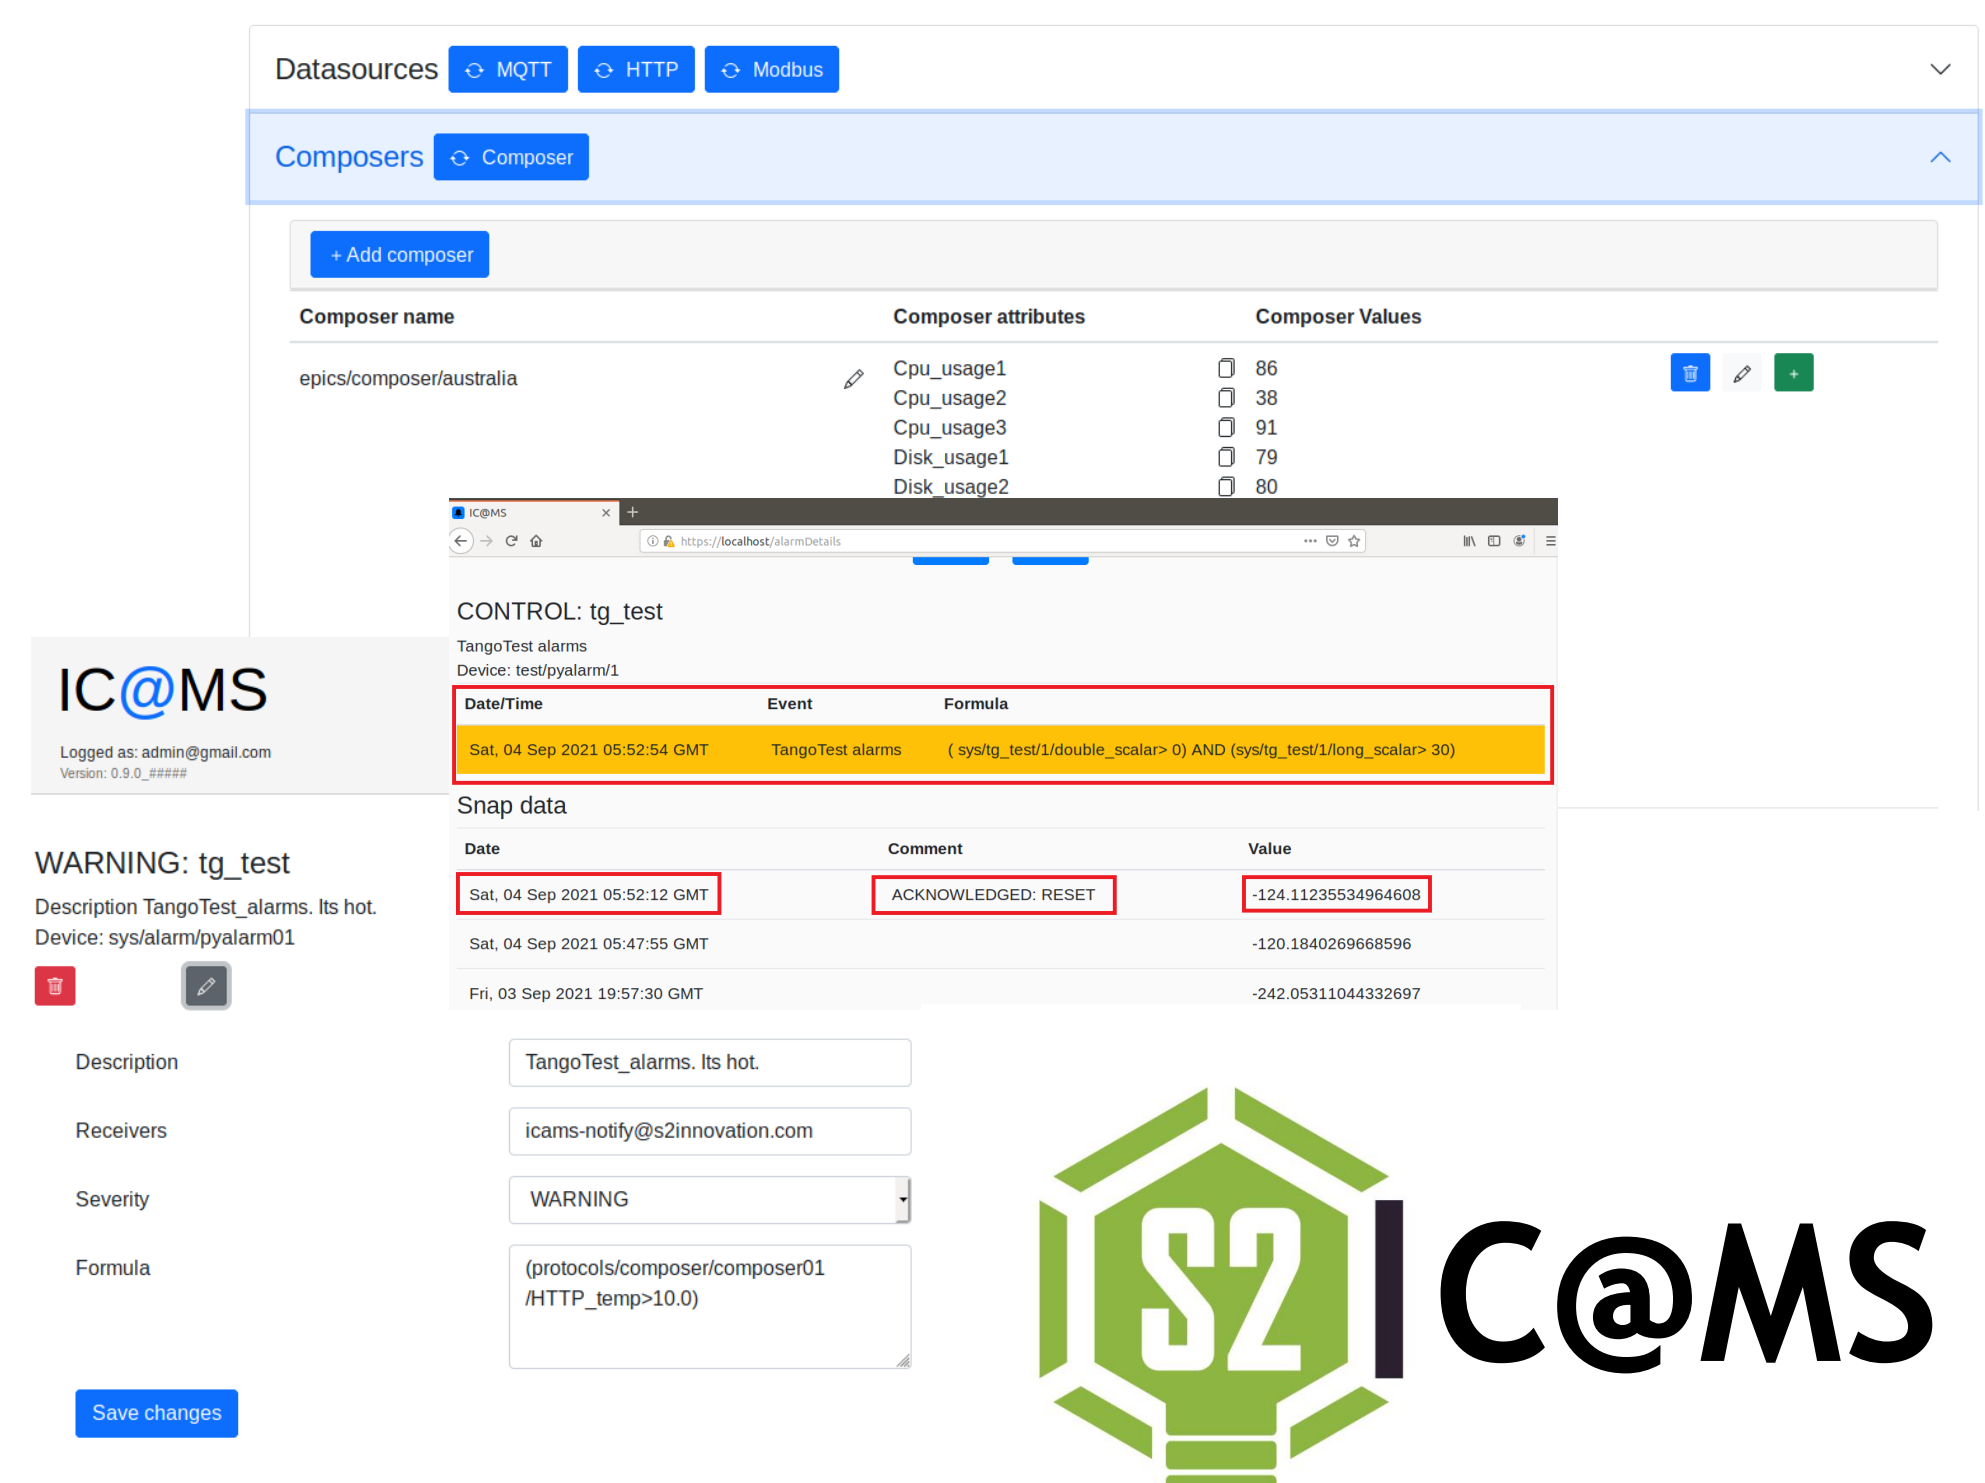 Datasources MQTT HTTP Modbus
Composers Composer
+ Add composer
Composer name Composer attributes Composer Values
epics/composer/australia Cpu_usage1 86
Cpu_usage2 38
Cpu_usage3 91
Disk_usage1 79
Disk_usage2 80
IC@MS
https://localhost/alarmDetails
CONTROL: tg_test
TangoTest alarms
Device: test/pyalarm/1
Date/Time Event Formula
Sat, 04 Sep 2021 05:52:54 GMT TangoTest alarms ( sys/tg_test/1/double_scalar> 0) AND (sys/tg_test/1/long_scalar> 30)
Snap data
Date Comment Value
Sat, 04 Sep 2021 05:52:12 GMT ACKNOWLEDGED: RESET -124.11235534964608
Sat, 04 Sep 2021 05:47:55 GMT -120.1840269668596
Fri, 03 Sep 2021 19:57:30 GMT -242.05311044332697
IC@MS
Logged as: admin@gmail.com
Version: 0.9.0_#####
WARNING: tg_test
Description TangoTest_alarms. Its hot.
Device: sys/alarm/pyalarm01
Description TangoTest_alarms. Its hot.
Receivers icams-notify@s2innovation.com
Severity WARNING
Formula (protocols/composer/composer01
/HTTP_temp>10.0)
Save changes
S2 IC@MS